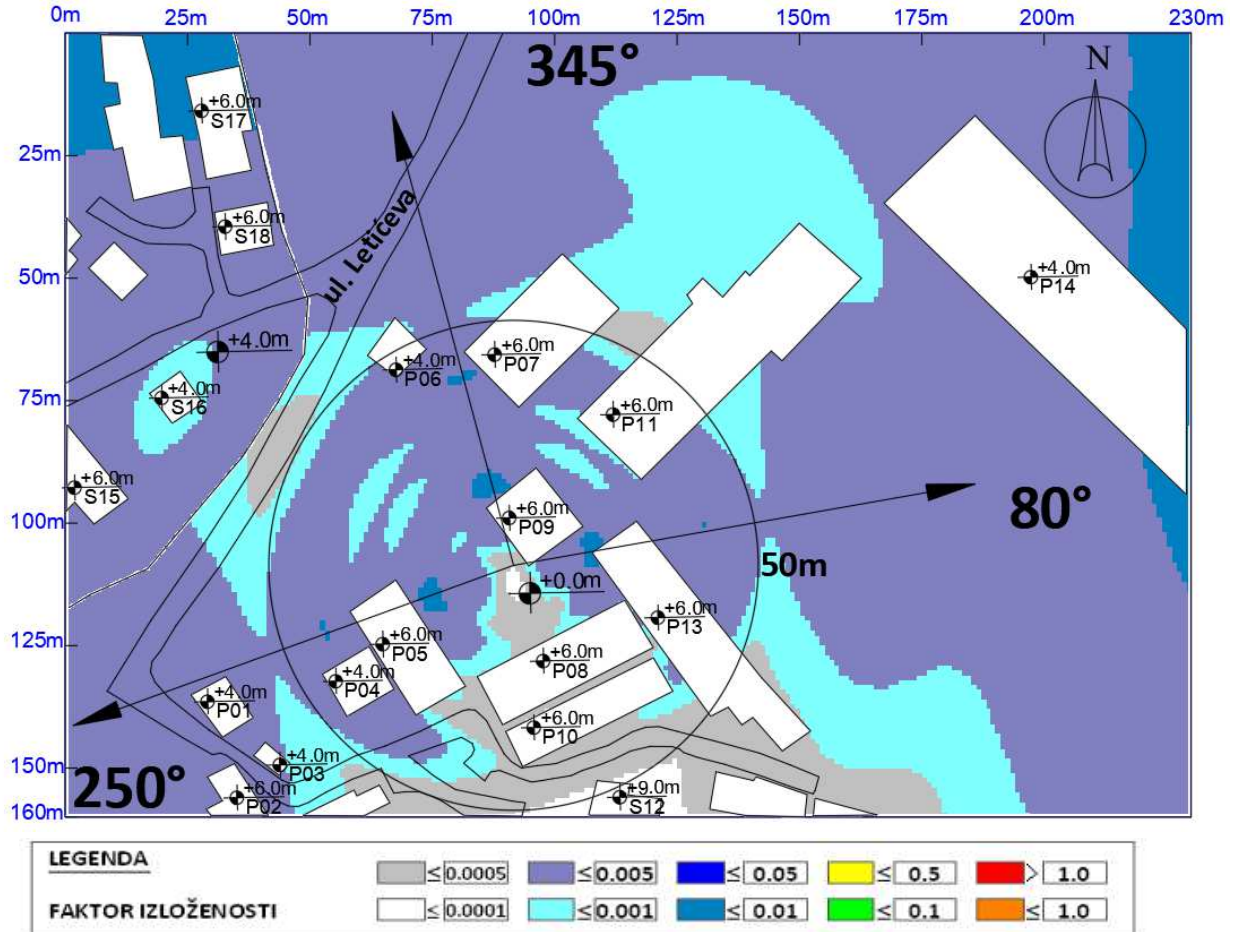 0m 25m 50m 75m 100m 125m 150m 175m 200m 230m
345°
N
+6.0m
S17
25m
+6.0m
S18
ul. Letićeva
50m
+4.0m
P14
+4.0m
+6.0m
P07
+4.0m
P06
75m
+4.0m
S16
+6.0m
P11
+6.0m
S15
100m
+6.0m
P09
80°
50m
+0.0m
125m
+6.0m
P13
+6.0m
P05
+6.0m
P08
+4.0m
P04
+4.0m
P01
+6.0m
P10
150m
+4.0m
P03
250°
+6.0m
P02
+9.0m
S12
160m
LEGENDA
≤ 0.0005 ≤ 0.005 ≤ 0.05 ≤ 0.5 > 1.0
FAKTOR IZLOŽENOSTI
≤ 0.0001 ≤ 0.001 ≤ 0.01 ≤ 0.1 ≤ 1.0